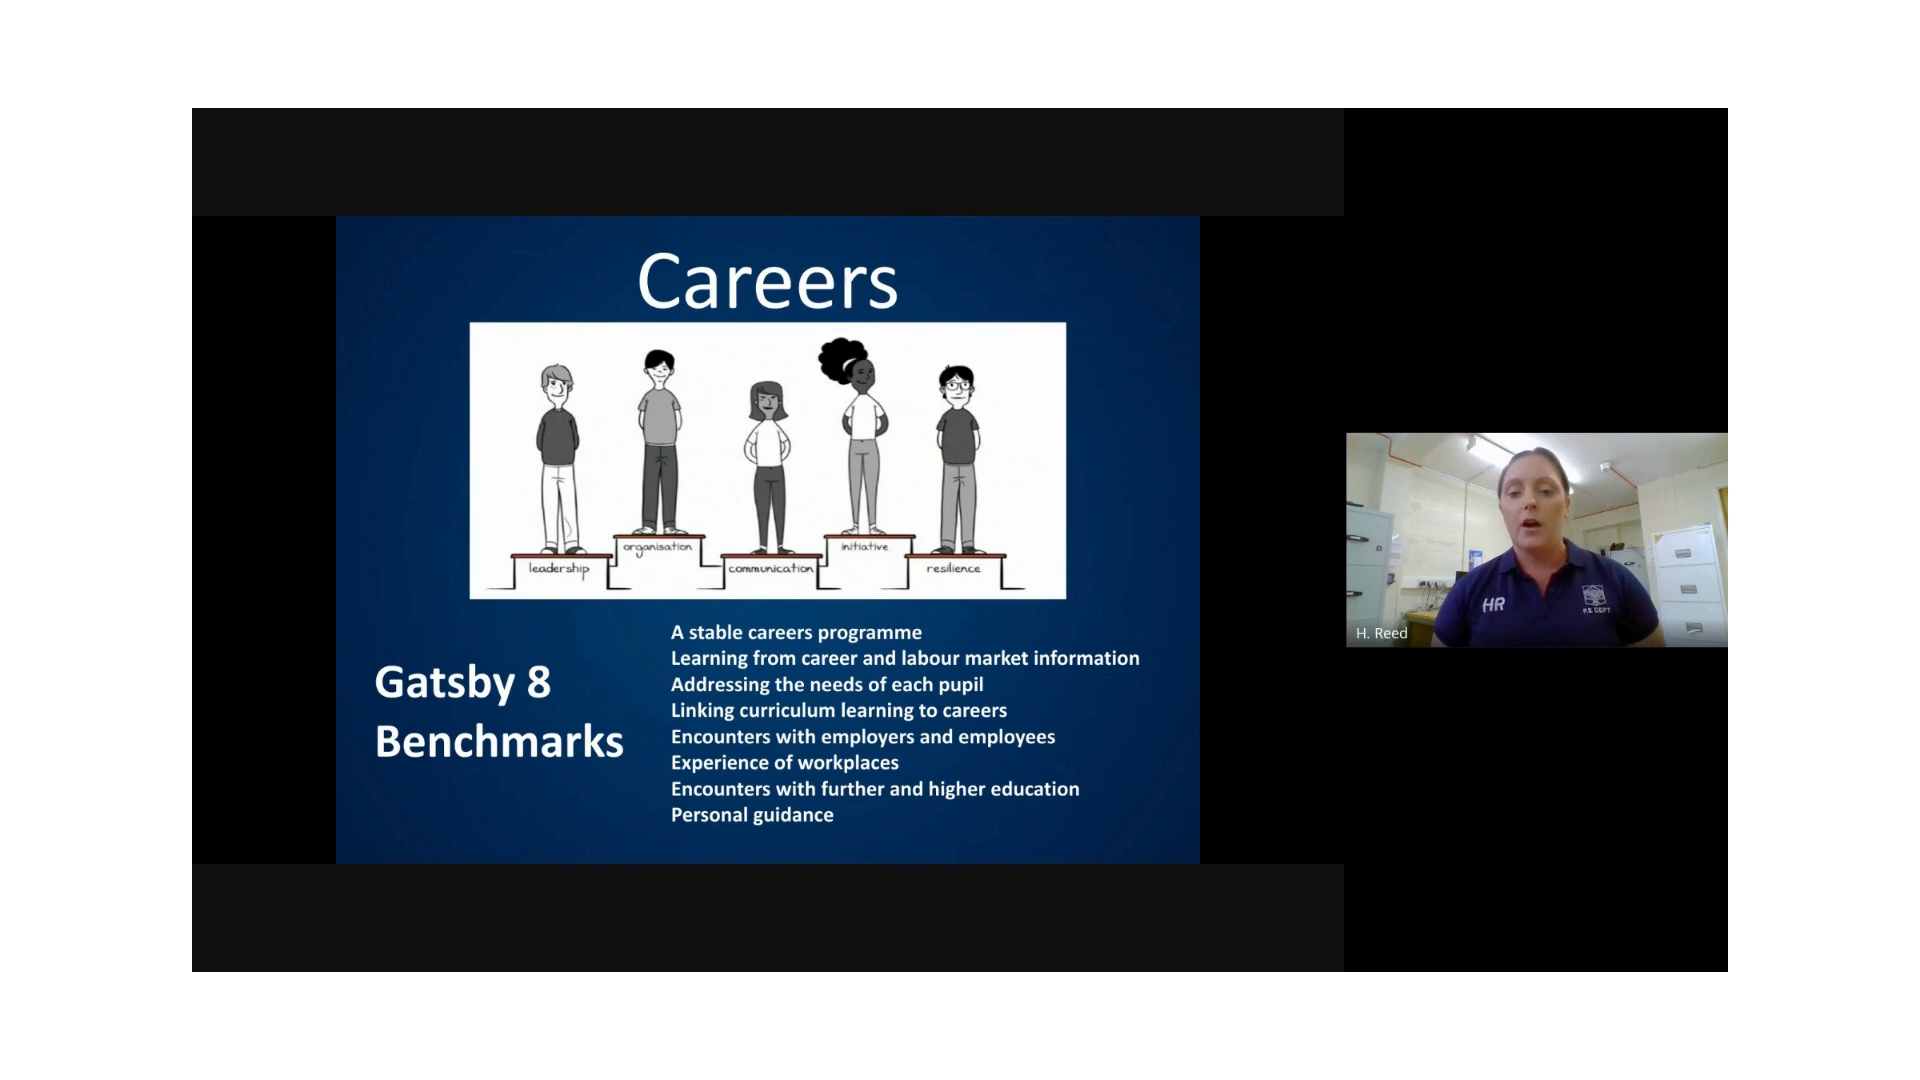 Careers
leadership
organisation
communication
initiative
resilience
Gatsby 8
Benchmarks
A stable careers programme
Learning from career and labour market information
Addressing the needs of each pupil
Linking curriculum learning to careers
Encounters with employers and employees
Experience of workplaces
Encounters with further and higher education
Personal guidance
HR
P.E DEPT
H. Reed